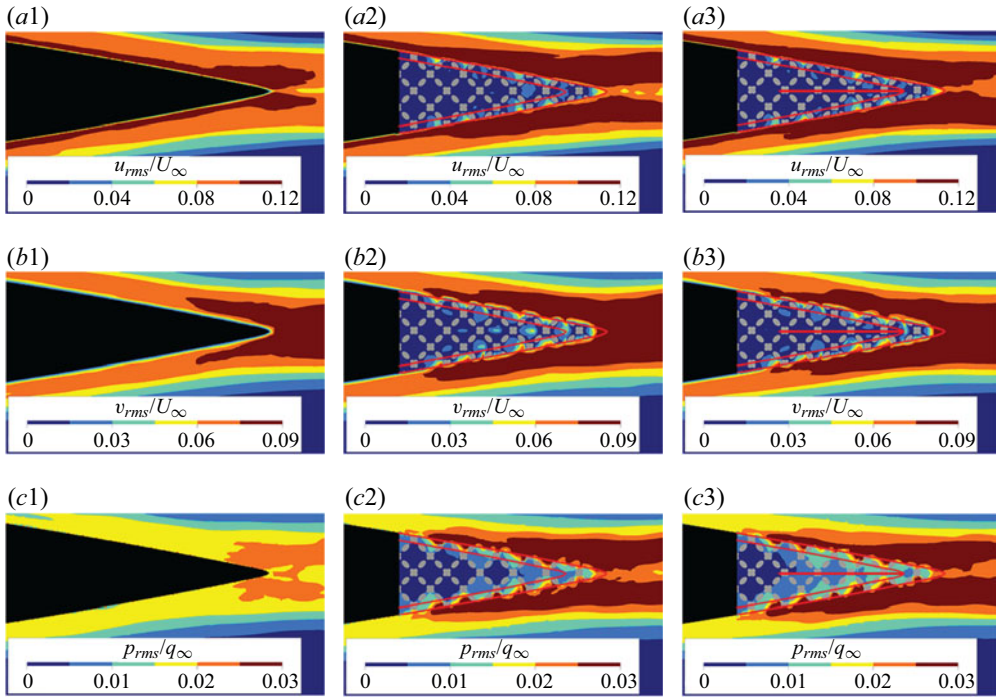 (a1) (a2) (a3)
u_rms/U_∞ u_rms/U_∞ u_rms/U_∞
0 0.04 0.08 0.12 0 0.04 0.08 0.12 0 0.04 0.08 0.12
(b1) (b2) (b3)
v_rms/U_∞ v_rms/U_∞ v_rms/U_∞
0 0.03 0.06 0.09 0 0.03 0.06 0.09 0 0.03 0.06 0.09
(c1) (c2) (c3)
p_rms/q_∞ p_rms/q_∞ p_rms/q_∞
0 0.01 0.02 0.03 0 0.01 0.02 0.03 0 0.01 0.02 0.03